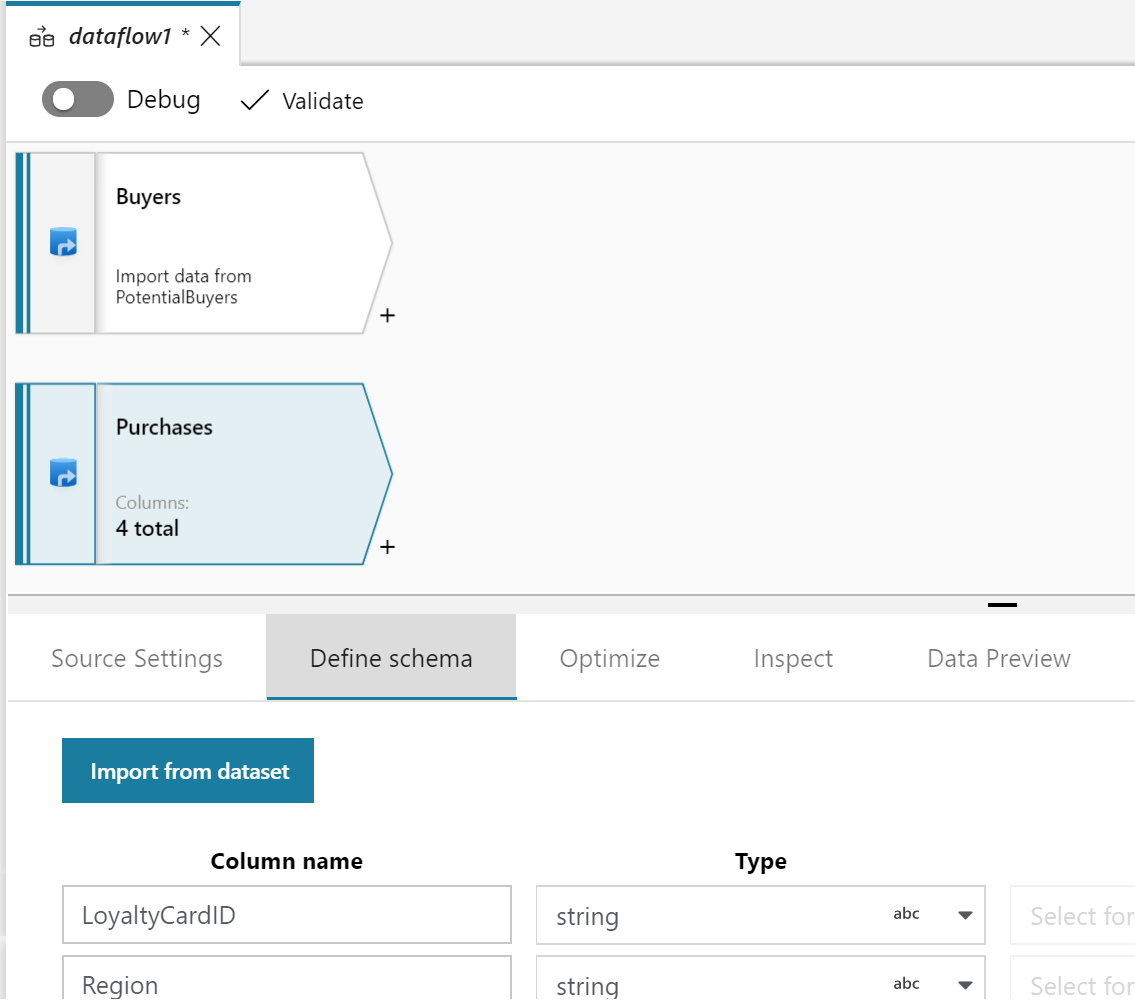 dataflow1 *
Debug
Validate
Buyers
Import data from
PotentialBuyers
+
Purchases
Columns:
4 total
+
Source Settings
Define schema
Optimize
Inspect
Data Preview
Import from dataset
Column name
Type
LoyaltyCardID
string
abc
Select for
Region
string
abc
Select for